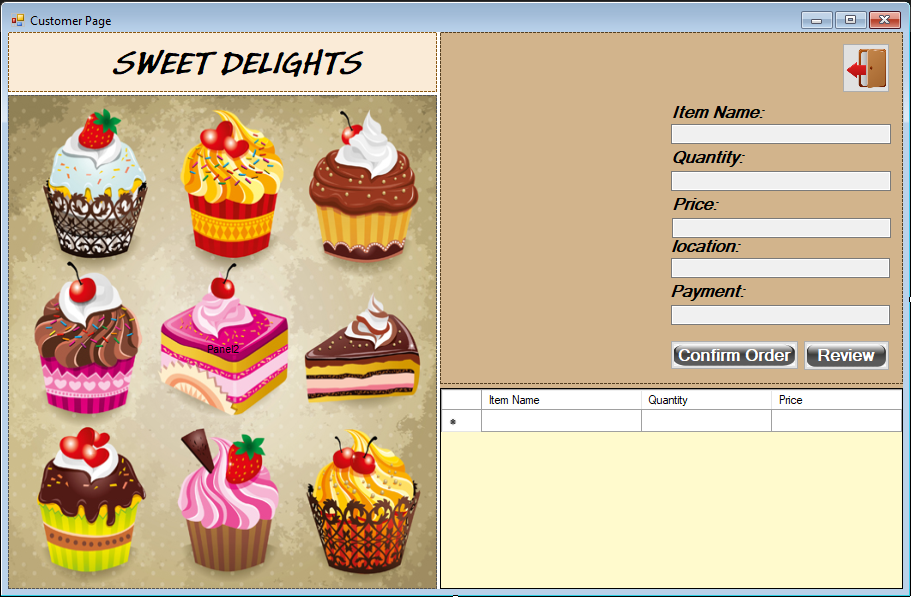 Customer Page
SWEET DELIGHTS
Panel2
Item Name:
Quantity:
Price:
location:
Payment:
Confirm Order Review
Item Name Quantity Price
*